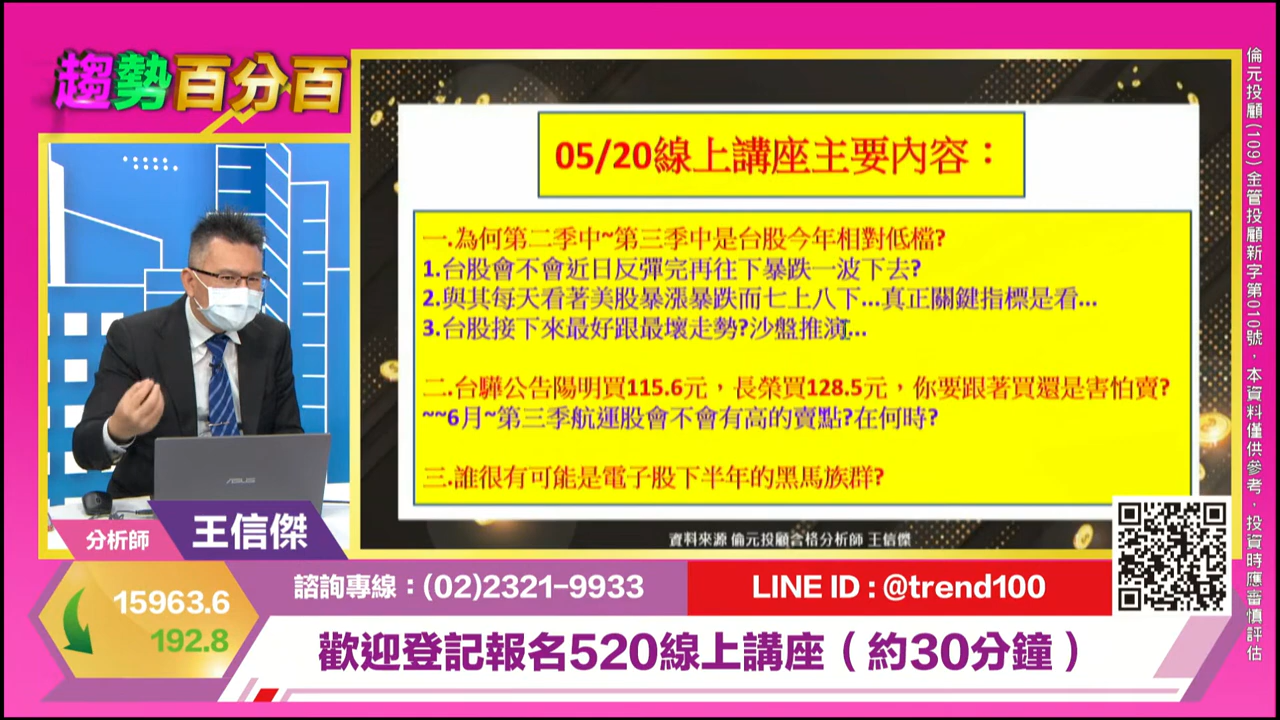 趨勢百分百
05/20線上講座主要內容：
一.為何第二季中~第三季中是台股今年相對低檔?
1.台股會不會近日反彈完再往下暴跌一波下去?
2.與其每天看著美股暴漲暴跌而七上八下...真正關鍵指標是看...
3.台股接下來最好跟最壞走勢?沙盤推演...
二.台驊公告陽明買115.6元，長榮買128.5元，你要跟著買還是害怕賣?
~~6月~第三季航運股會不會有高的賣點?在何時?
三.誰很有可能是電子股下半年的黑馬族群?
資料來源 倫元投顧合格分析師 王信傑
倫元投顧(109)金管投顧新字第010號．本資料僅供參考．投資時應審慎評估
ASUS
分析師 王信傑
諮詢專線：(02)2321-9933
LINE ID : @trend100
15963.6
192.8
歡迎登記報名520線上講座（約30分鐘）